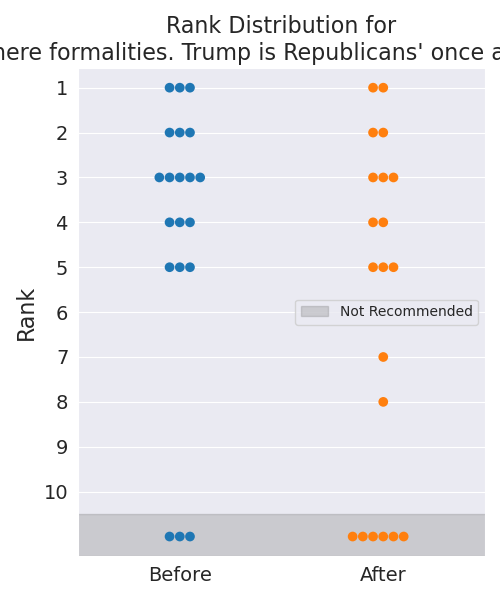 Rank Distribution for
here formalities. Trump is Republicans' once a
1
2
3
4
5
6
7
8
9
10
Rank
Not Recommended
Before
After